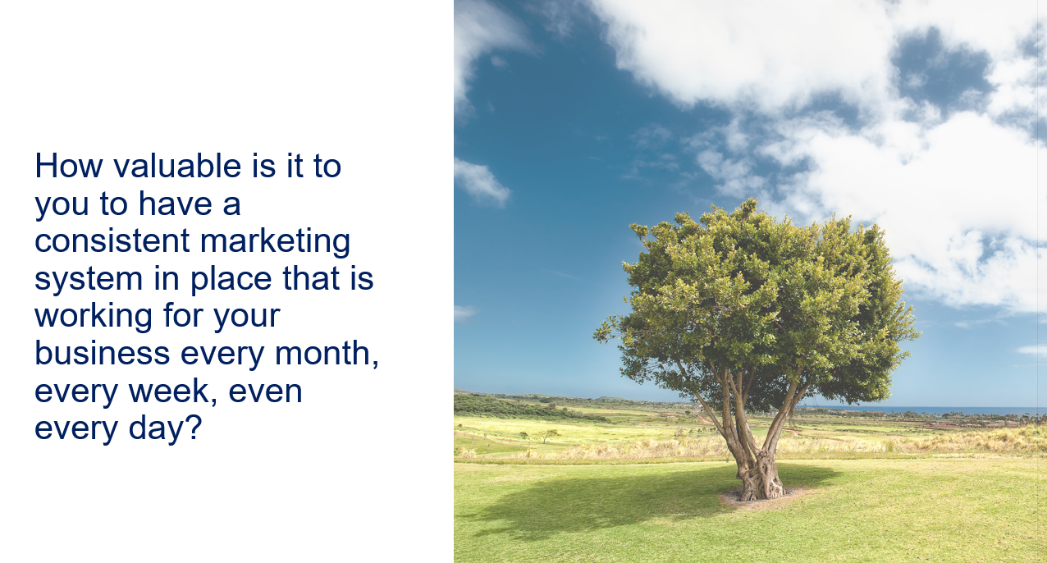 How valuable is it to
you to have a
consistent marketing
system in place that is
working for your
business every month,
every week, even
every day?